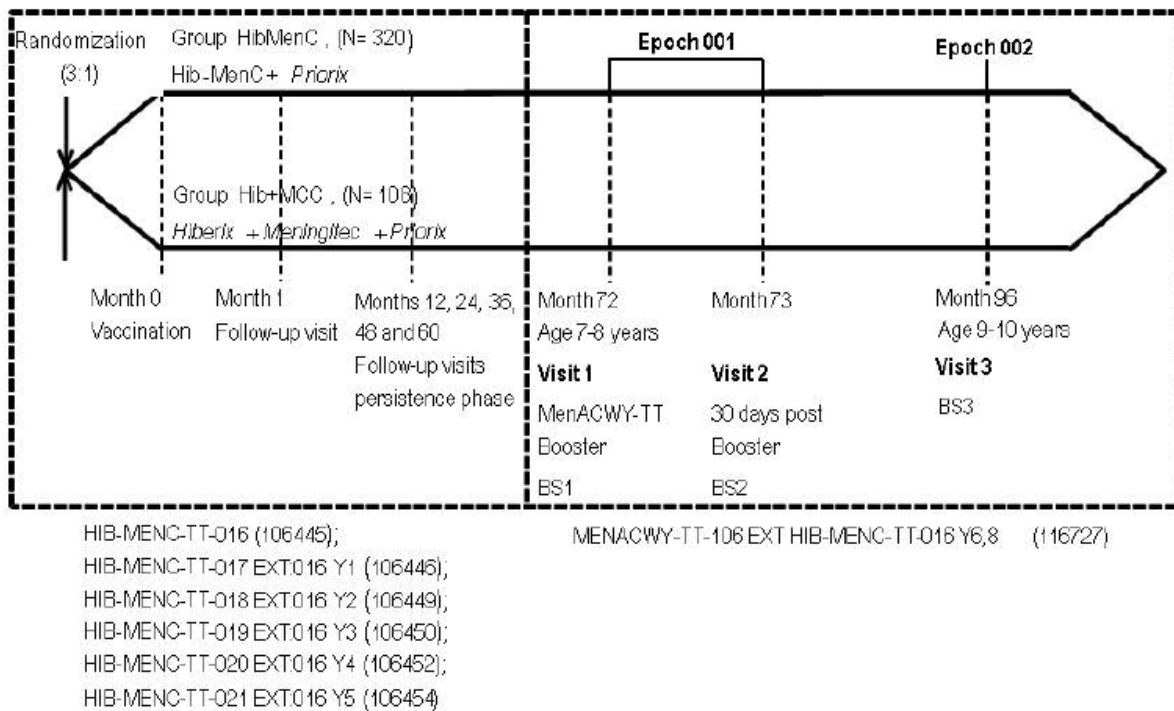 Randomization
(3:1)
Group HibMenC , (N= 320)
Hib-MenC + Priorix
Epoch 001
Epoch 002
Group Hib+MCC , (N= 106)
Hiberix +Meningitec +Priorix
Month 0
Vaccination
Month 1
Follow-up visit
Months 12, 24, 36,
48 and 60
Follow-up visits
persistence phase
Month 72
Age 7-8 years
Visit 1
MenACWY-TT
Booster
BS1
Month 73
Visit 2
30 days post
Booster
BS2
Month 96
Age 9-10 years
Visit 3
BS3
HIB-MENC-TT-016 (106445);
HIB-MENC-TT-017 EXT:016 Y1 (106446);
HIB-MENC-TT-018 EXT:016 Y2 (106449);
HIB-MENC-TT-019 EXT:016 Y3 (106450);
HIB-MENC-TT-020 EXT:016 Y4 (106452);
HIB-MENC-TT-021 EXT:016 Y5 (106454)
MENACWY-TT-106 EXT HIB-MENC-TT-016 Y6,8 (116727)